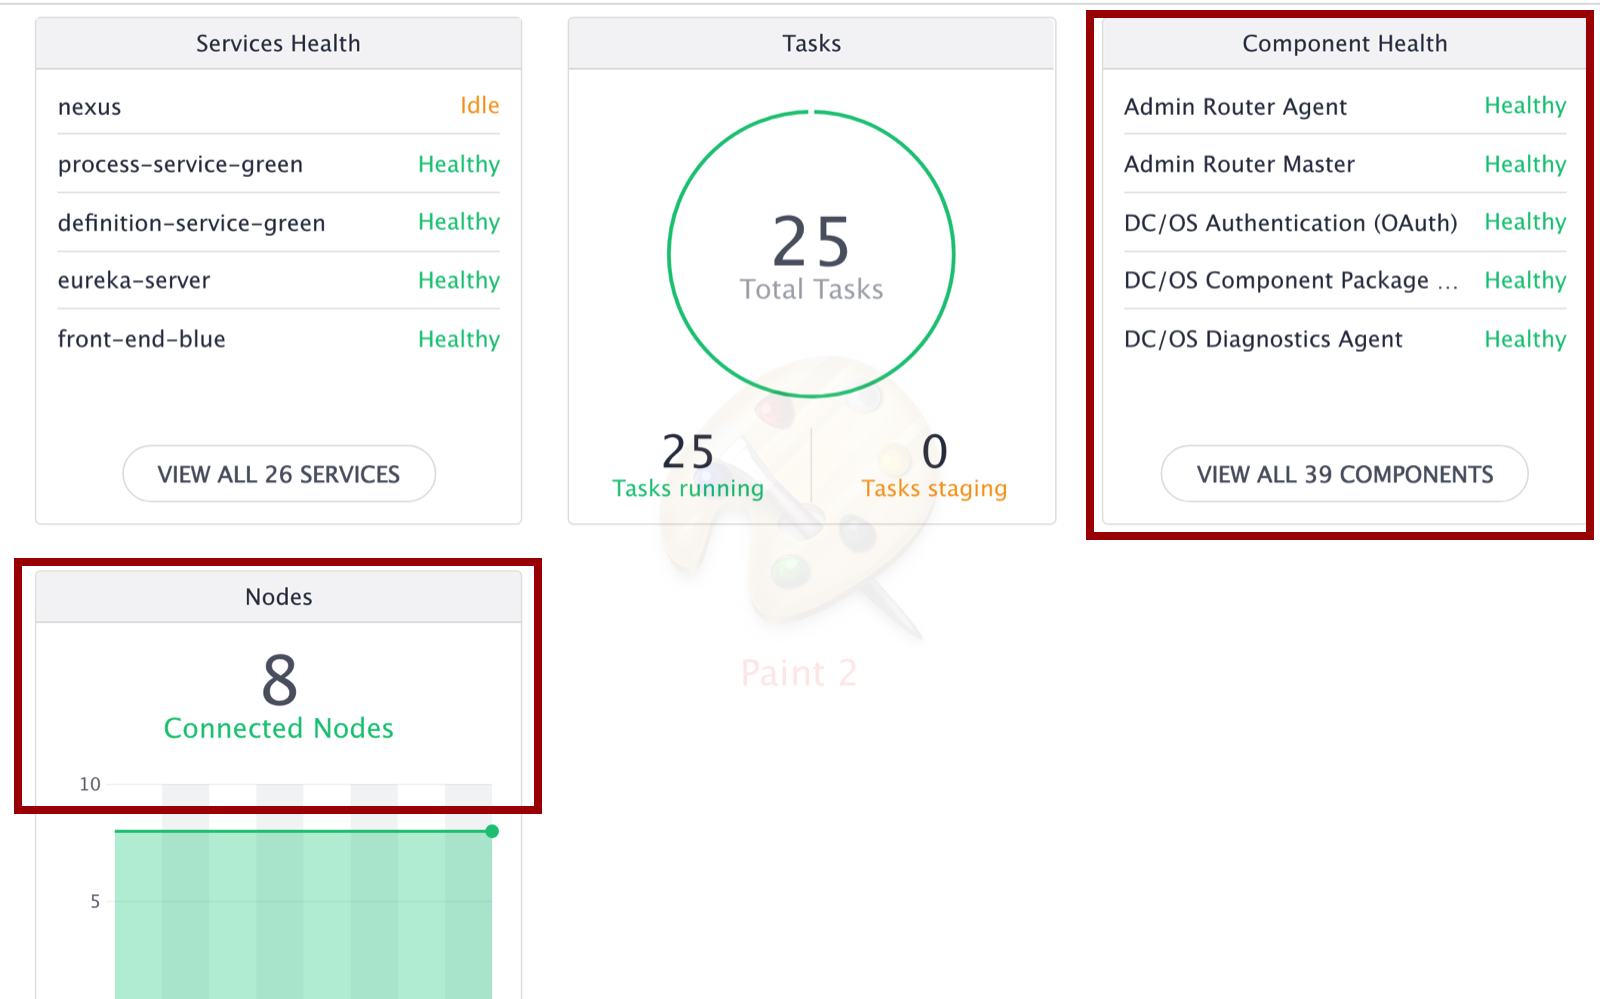 Services Health
nexus Idle
process-service-green Healthy
definition-service-green Healthy
eureka-server Healthy
front-end-blue Healthy
VIEW ALL 26 SERVICES
Tasks
25
Total Tasks
25 0
Tasks running Tasks staging
Component Health
Admin Router Agent Healthy
Admin Router Master Healthy
DC/OS Authentication (OAuth) Healthy
DC/OS Component Package ... Healthy
DC/OS Diagnostics Agent Healthy
VIEW ALL 39 COMPONENTS
Paint 2
Nodes
8
Connected Nodes
10
5